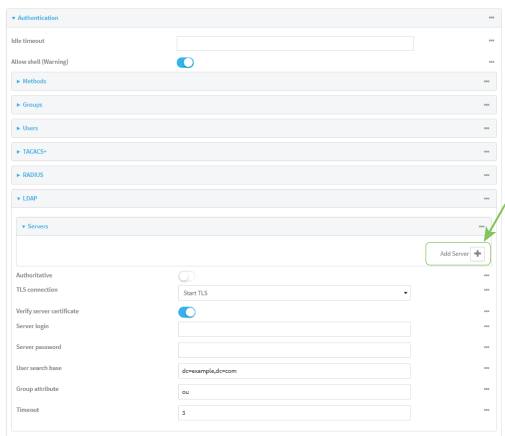 Authentication
Idle timeout
Allow shell (Warning)
Methods
Groups
Users
TACACS+
RADIUS
LDAP
Servers
Add Server
Authoritative
TLS connection Start TLS
Verify server certificate
Server login
Server password
User search base dc=example,dc=com
Group attribute ou
Timeout 3